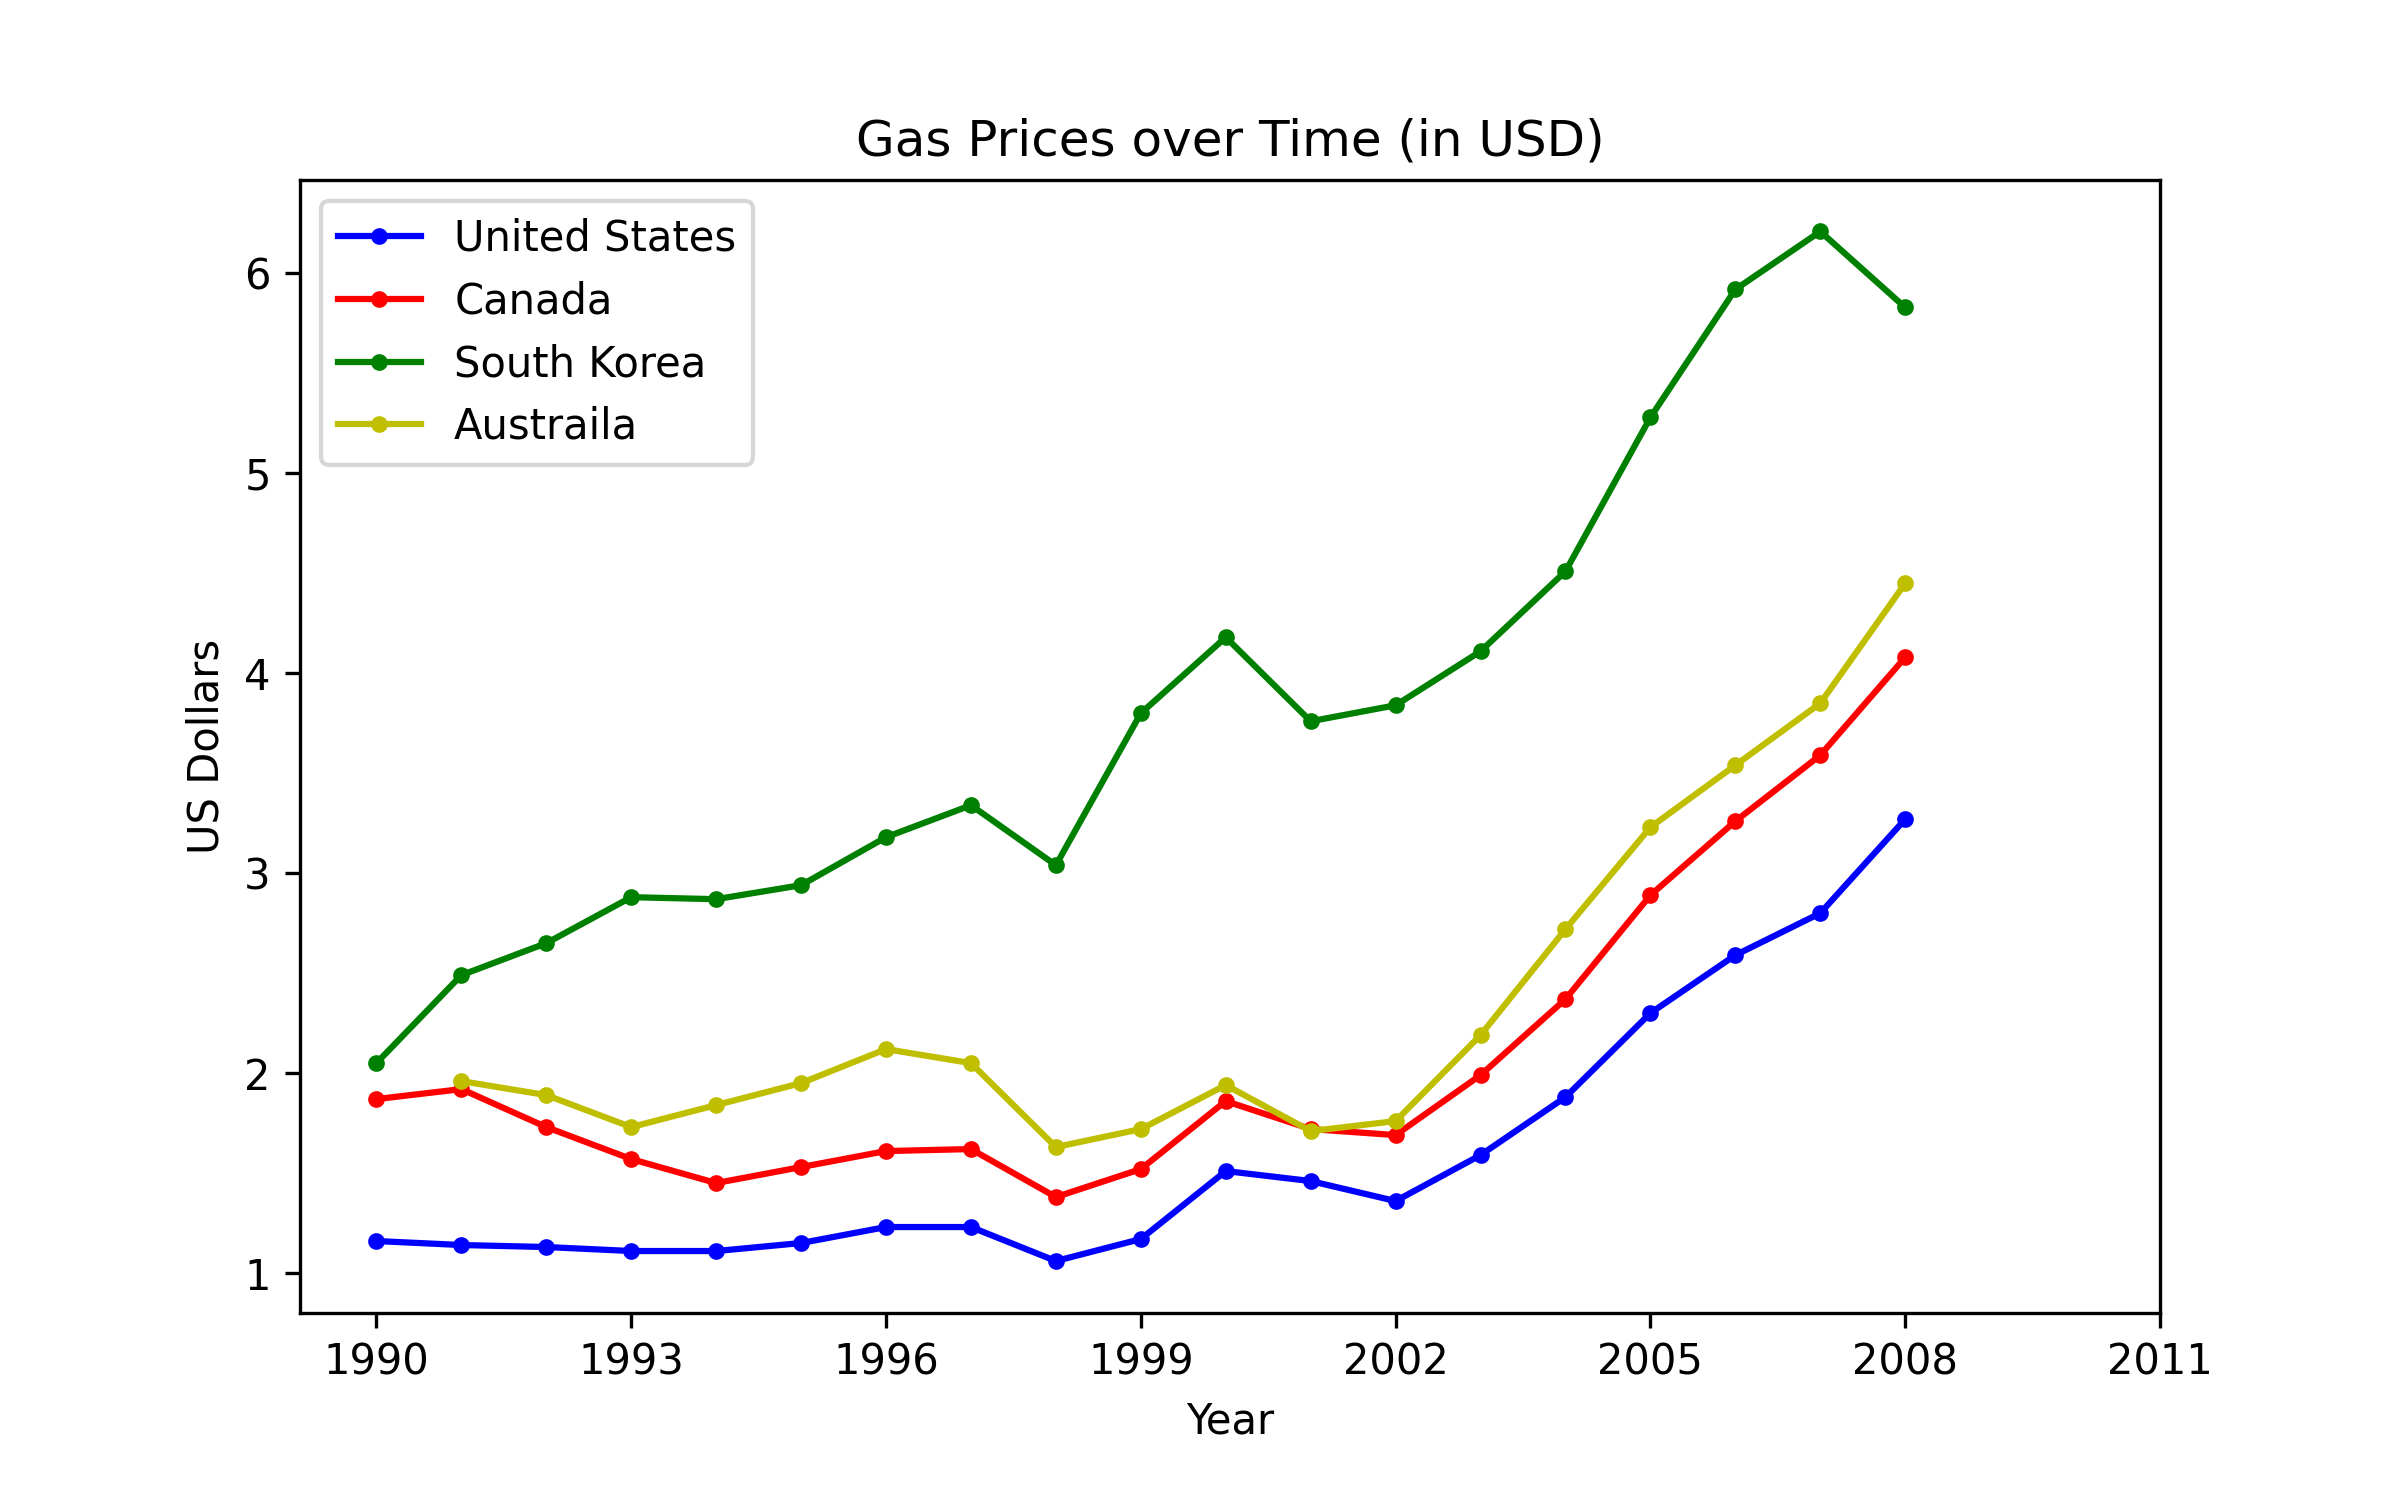 Gas Prices over Time (in USD)
United States
Canada
South Korea
Austraila
6
5
4
3
2
1
US Dollars
1990 1993 1996 1999 2002 2005 2008 2011
Year